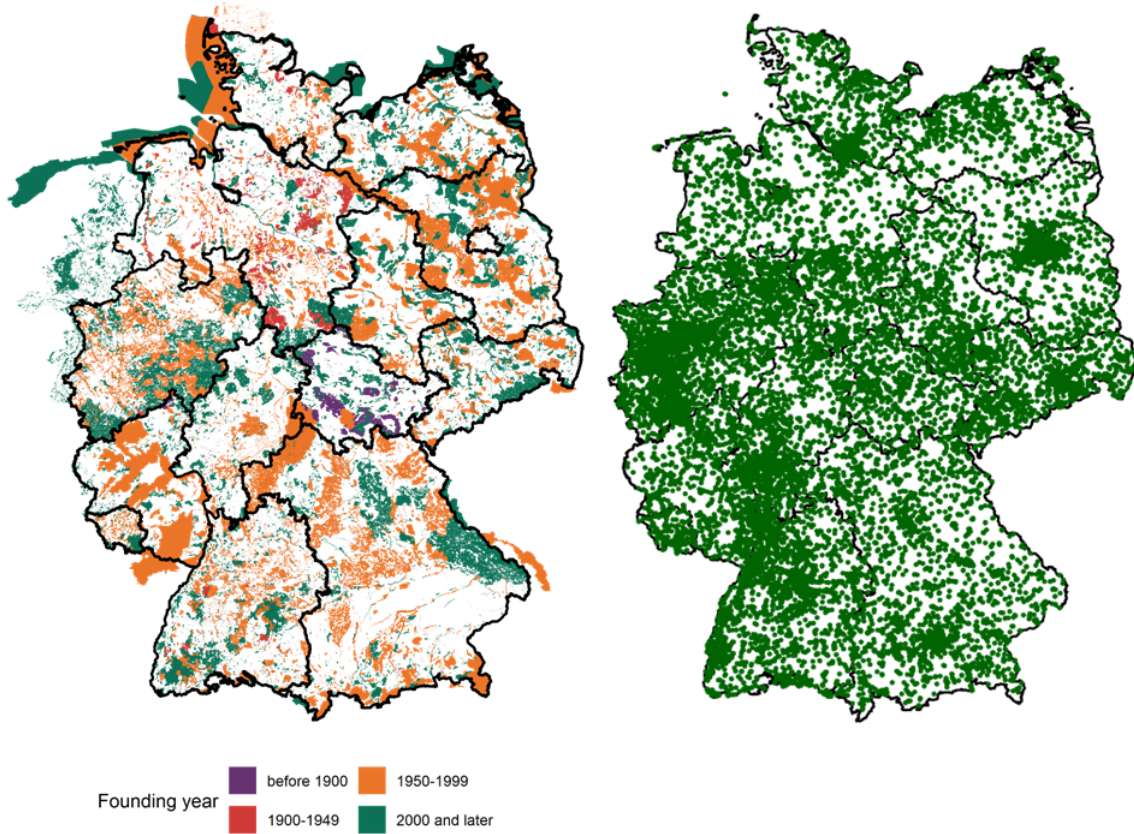 before 1900
1950-1999
Founding year
1900-1949
2000 and later